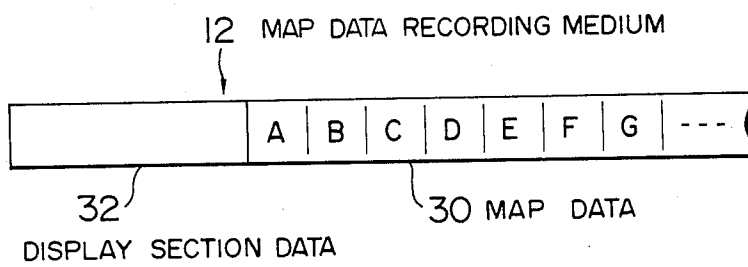 12 MAP DATA RECORDING MEDIUM
A B C D E F G ----
32 30 MAP DATA
DISPLAY SECTION DATA